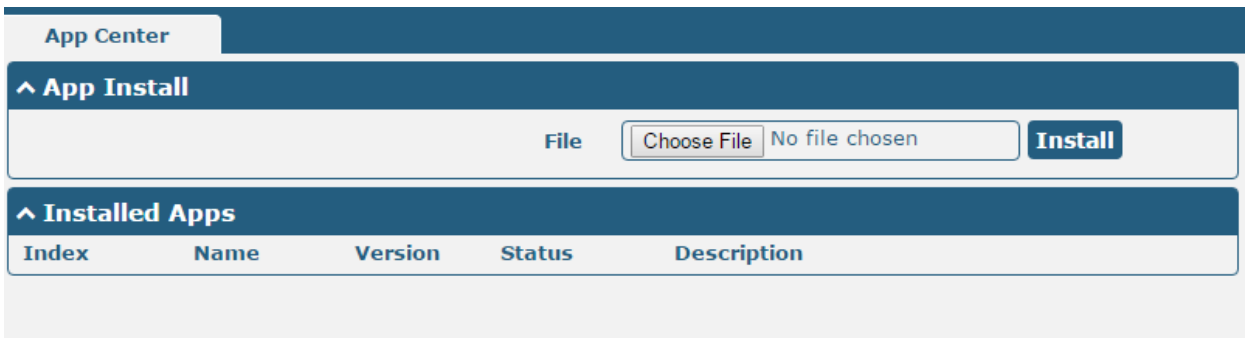 App Center
App Install
File Choose File No file chosen Install
Installed Apps
Index Name Version Status Description